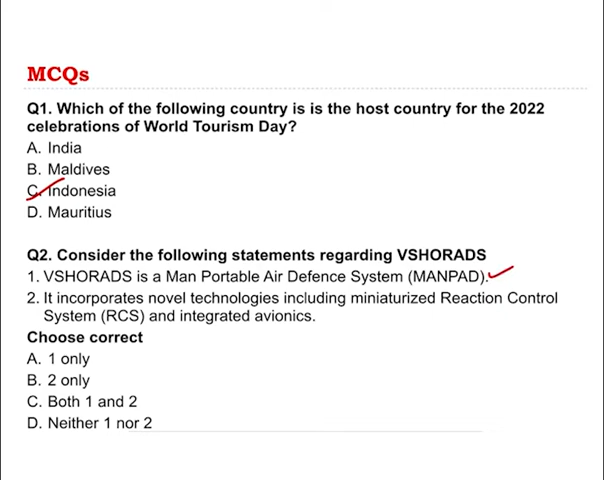 MCQs
Q1. Which of the following country is is the host country for the 2022
celebrations of World Tourism Day?
A. India
B. Maldives
C. Indonesia
D. Mauritius
Q2. Consider the following statements regarding VSHORADS
1. VSHORADS is a Man Portable Air Defence System (MANPAD).
2. It incorporates novel technologies including miniaturized Reaction Control
System (RCS) and integrated avionics.
Choose correct
A. 1 only
B. 2 only
C. Both 1 and 2
D. Neither 1 nor 2